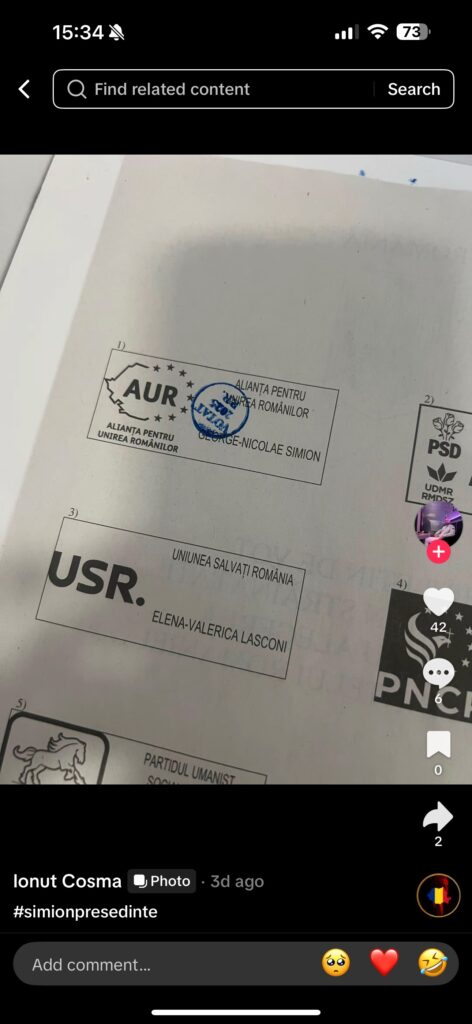 15:34
73
Find related content
Search
1)
AUR
ALIANȚA PENTRU
UNIREA ROMÂNILOR
ALIANȚA PENTRU
UNIREA ROMÂNILOR
GEORGE-NICOLAE SIMION
VOTAT
2025
2)
PSD
UDMR
RMDSZ
3)
USR.
UNIUNEA SALVAȚI ROMÂNIA
ELENA-VALERICA LASCONI
4)
PNCR
42
6
0
5)
PARTIDUL UMANIST
2
Ionut Cosma
Photo
· 3d ago
#simionpresedinte
Add comment...